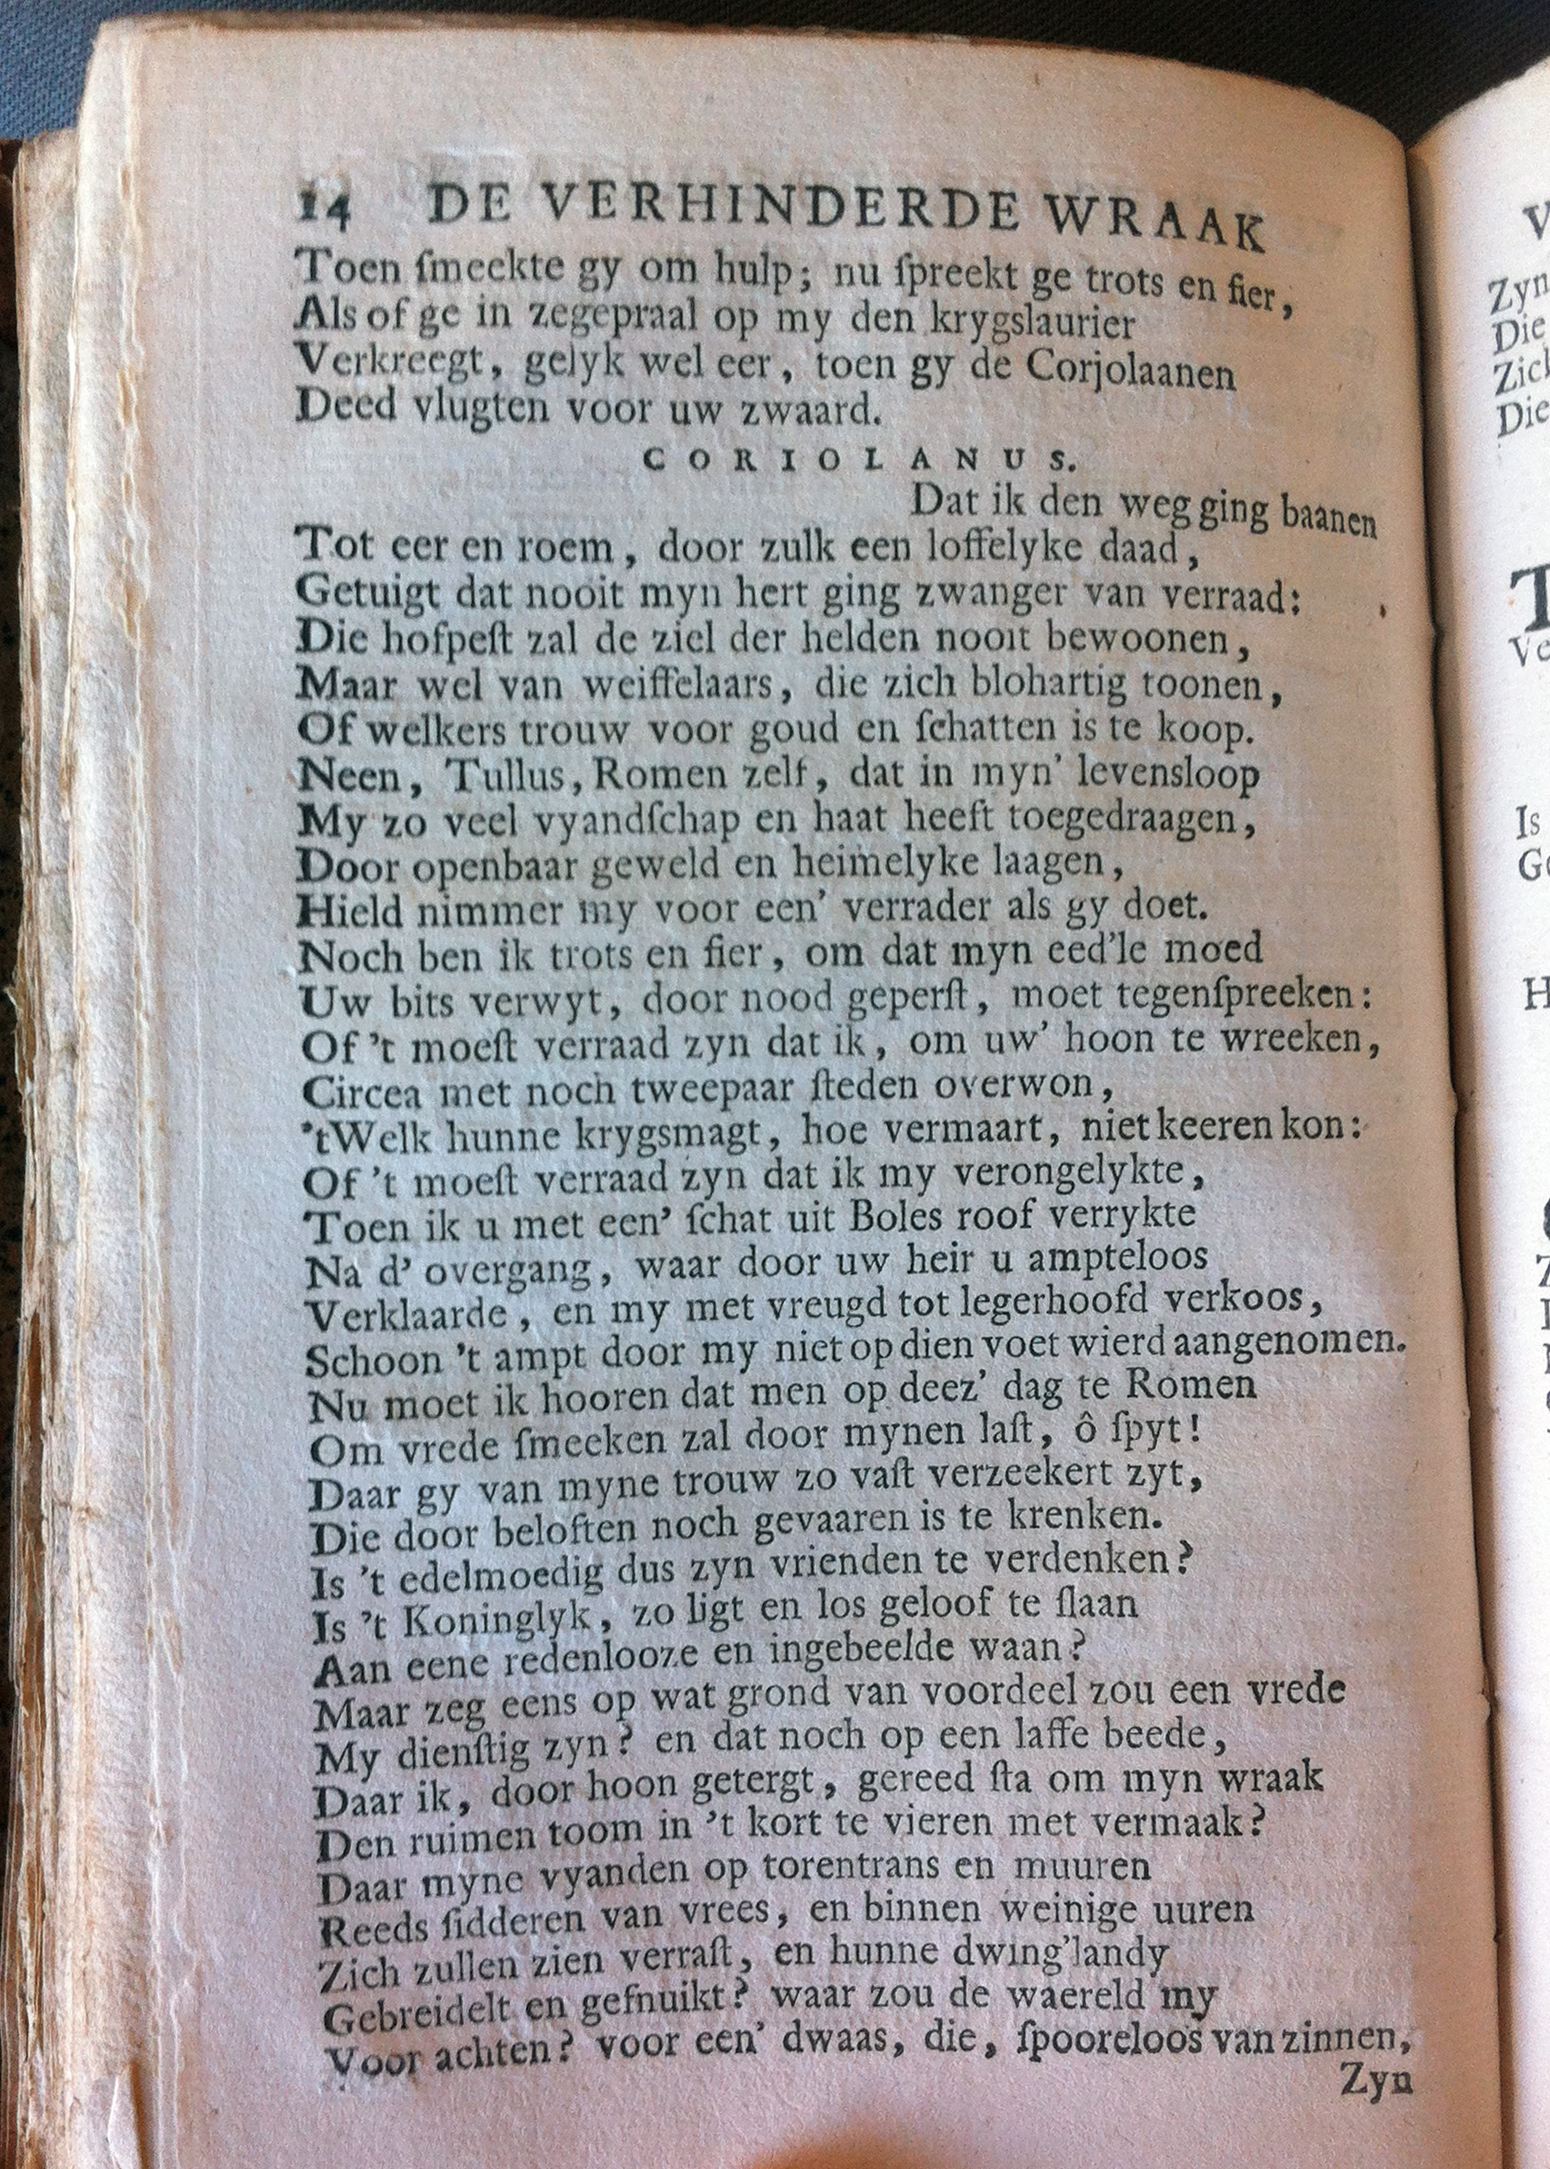 14 DE VERHINDERDE WRAAK
Toen ſmeekte gy om hulp; nu ſpreekt ge trots en fier,
Als of ge in zegepraal op my den krygslaurier
Verkreegt, gelyk wel eer, toen gy de Corjolaanen
Deed vlugten voor uw zwaard.
CORIOLANUS.
Dat ik den weg ging baanen
Tot eer en roem, door zulk een loffelyke daad,
Getuigt dat nooit myn hert ging zwanger van verraad:
Die hofpeſt zal de ziel der helden nooit bewoonen,
Maar wel van weiffelaars, die zich blohartig toonen,
Of welkers trouw voor goud en ſchatten is te koop.
Neen, Tullus, Romen zelf, dat in myn' levensloop
My zo veel vyandſchap en haat heeft toegedraagen,
Door openbaar geweld en heimelyke laagen,
Hield nimmer my voor een' verrader als gy doet.
Noch ben ik trots en fier, om dat myn eed'le moed
Uw bits verwyt, door nood geperſt, moet tegenſpreeken:
Of 't moeſt verraad zyn dat ik, om uw' hoon te wreeken,
Circea met noch tweepaar ſteden overwon,
'tWelk hunne krygsmagt, hoe vermaart, niet keeren kon:
Of 't moeſt verraad zyn dat ik my verongelykte,
Toen ik u met een' ſchat uit Boles roof verrykte
Na d' overgang, waar door uw heir u ampteloos
Verklaarde, en my met vreugd tot legerhoofd verkoos,
Schoon 't ampt door my niet op dien voet wierd aangenomen.
Nu moet ik hooren dat men op deez' dag te Romen
Om vrede ſmeeken zal door mynen laſt, ô ſpyt!
Daar gy van myne trouw zo vaſt verzeekert zyt,
Die door beloften noch gevaaren is te krenken.
Is 't edelmoedig dus zyn vrienden te verdenken?
Is 't Koninglyk, zo ligt en los geloof te ſlaan
Aan eene redenlooze en ingebeelde waan?
Maar zeg eens op wat grond van voordeel zou een vrede
My dienſtig zyn? en dat noch op een laffe beede,
Daar ik, door hoon getergt, gereed ſta om myn wraak
Den ruimen toom in 't kort te vieren met vermaak?
Daar myne vyanden op torentrans en muuren
Reeds ſidderen van vrees, en binnen weinige uuren
Zich zullen zien verraſt, en hunne dwing'landy
Gebreidelt en gefnuikt? waar zou de waereld my
Voor achten? voor een' dwaas, die, ſpooreloos van zinnen,
Zyn